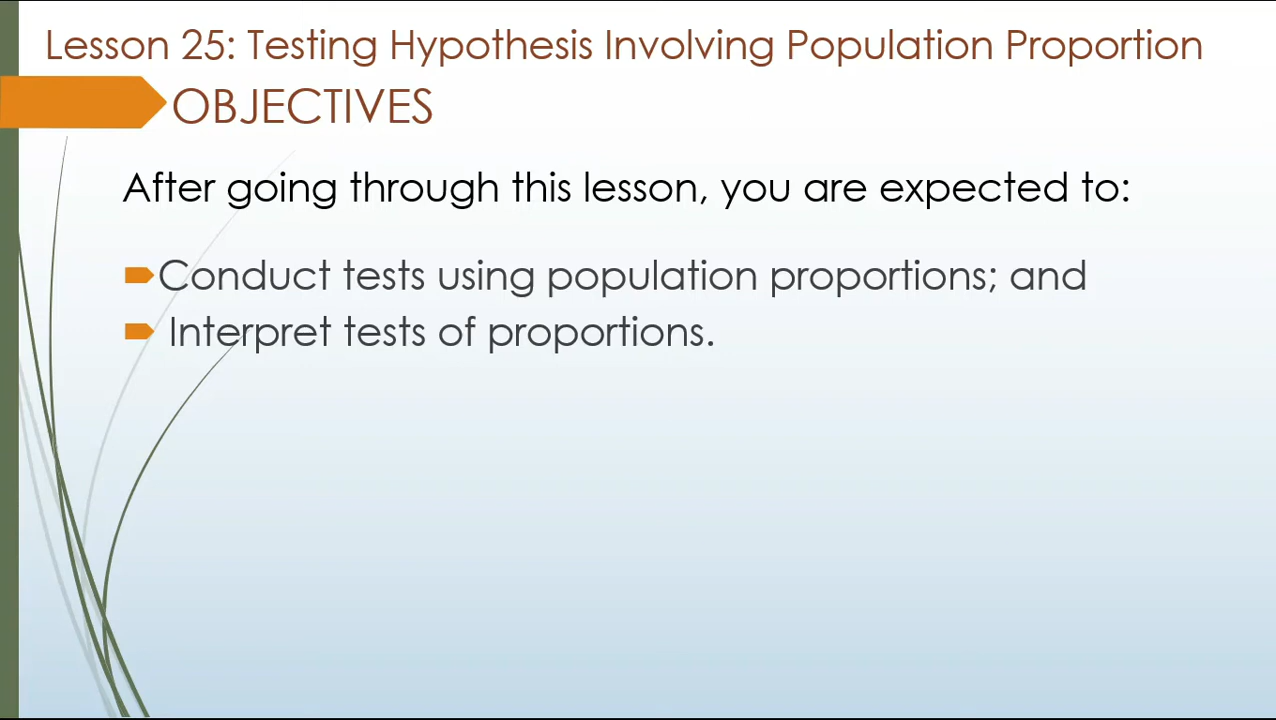 Lesson 25: Testing Hypothesis Involving Population Proportion
OBJECTIVES
After going through this lesson, you are expected to:
Conduct tests using population proportions; and
Interpret tests of proportions.